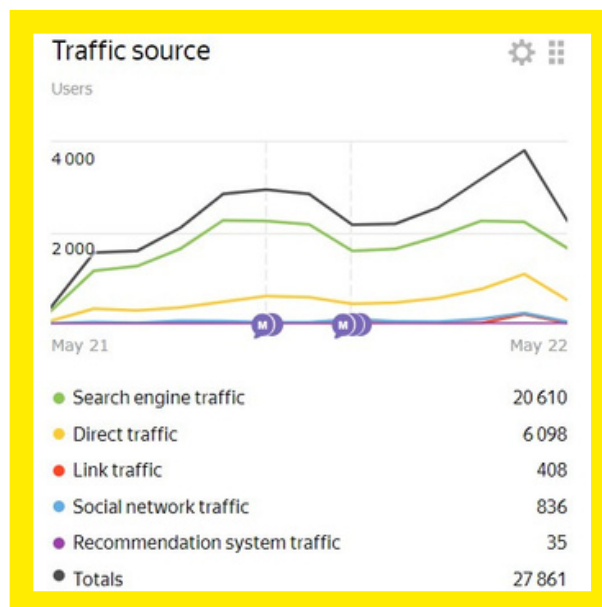 Traffic source
Users
4 000
2 000
M M
May 21 May 22
Search engine traffic 20 610
Direct traffic 6 098
Link traffic 408
Social network traffic 836
Recommendation system traffic 35
Totals 27 861